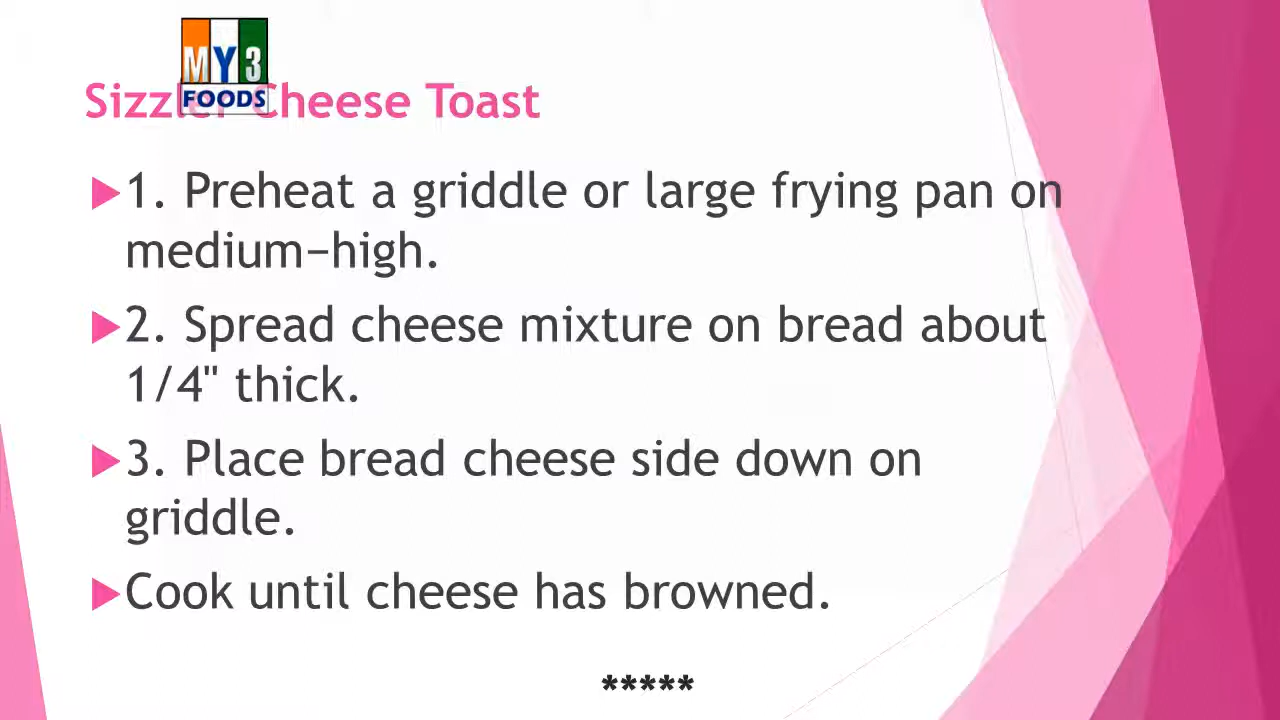 MY3
FOODS
Sizzler Cheese Toast
1. Preheat a griddle or large frying pan on
medium–high.
2. Spread cheese mixture on bread about
1/4" thick.
3. Place bread cheese side down on
griddle.
Cook until cheese has browned.
*****